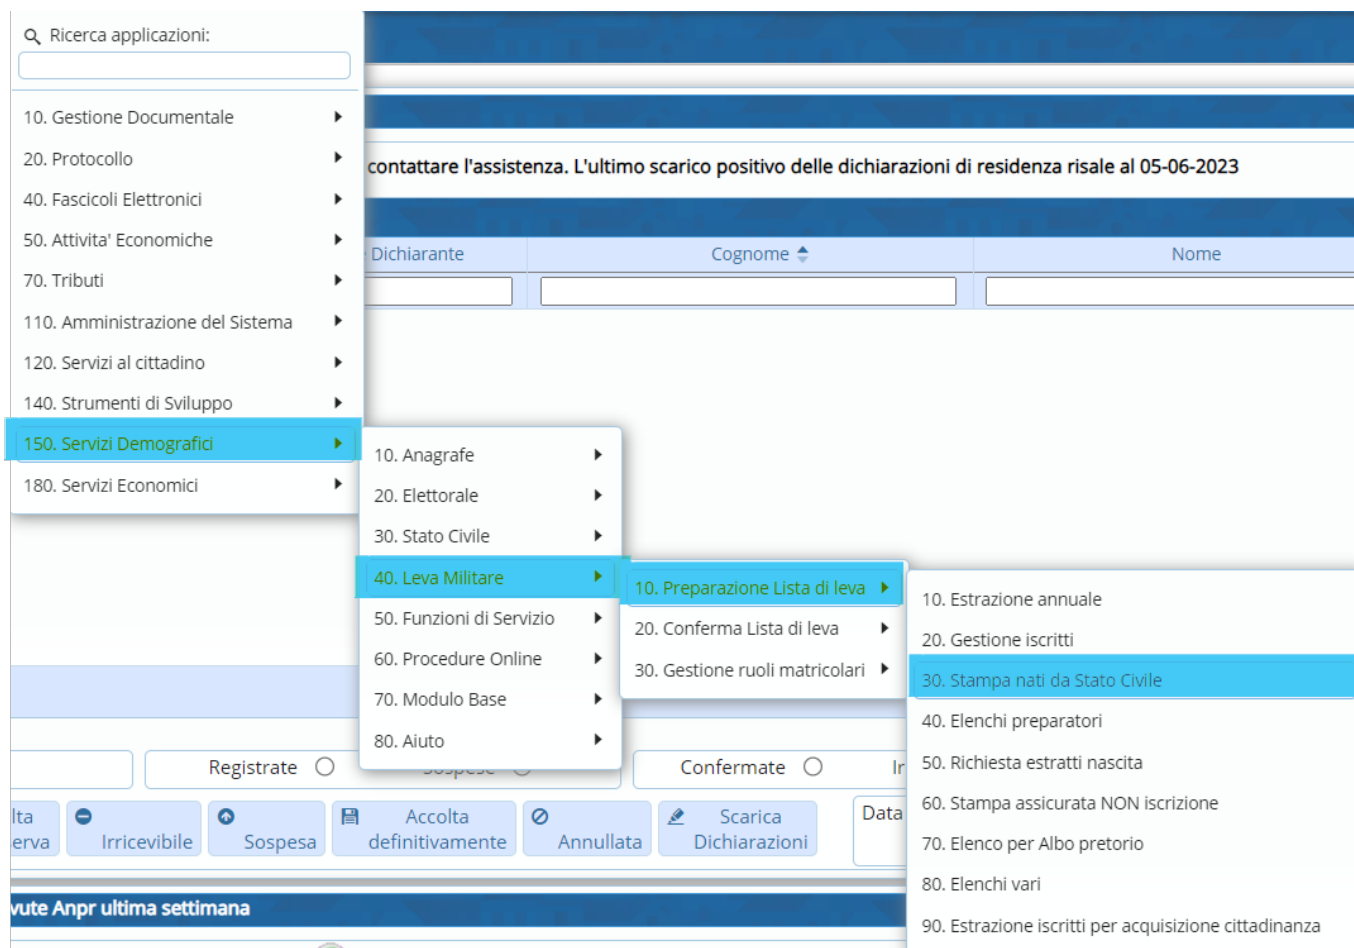 Ricerca applicazioni:
10. Gestione Documentale
20. Protocollo
40. Fascicoli Elettronici
50. Attivita' Economiche
70. Tributi
110. Amministrazione del Sistema
120. Servizi al cittadino
140. Strumenti di Sviluppo
150. Servizi Demografici
180. Servizi Economici
contattare l'assistenza. L'ultimo scarico positivo delle dichiarazioni di residenza risale al 05-06-2023
Dichiarante
Cognome
Nome
10. Anagrafe
20. Elettorale
30. Stato Civile
40. Leva Militare
50. Funzioni di Servizio
60. Procedure Online
70. Modulo Base
80. Aiuto
10. Preparazione Lista di leva
20. Conferma Lista di leva
30. Gestione ruoli matricolari
10. Estrazione annuale
20. Gestione iscritti
30. Stampa nati da Stato Civile
40. Elenchi preparatori
50. Richiesta estratti nascita
60. Stampa assicurata NON iscrizione
70. Elenco per Albo pretorio
80. Elenchi vari
90. Estrazione iscritti per acquisizione cittadinanza
Registrate
Confermate
Irricevibile
Sospesa
Accolta
definitivamente
Annullata
Scarica
Dichiarazioni
Data
vute Anpr ultima settimana